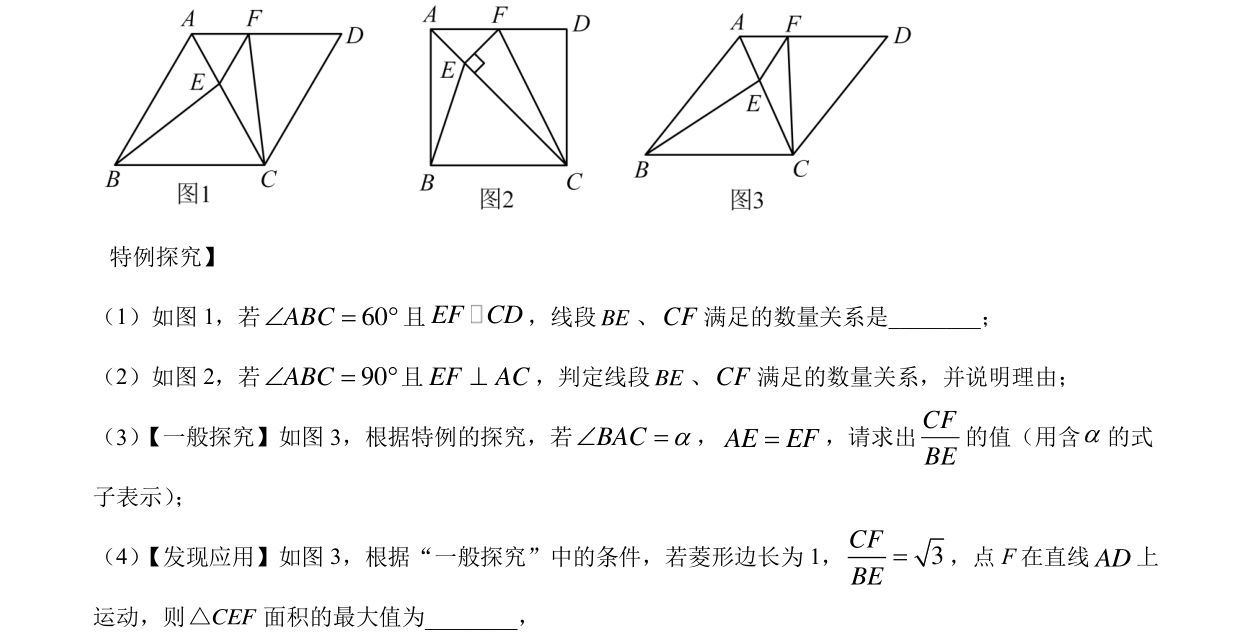 A F D E B C 图1
A F D E B C 图2
A F D E B C 图3
特例探究】
（1）如图 1，若∠ABC = 60°且 EF □ CD，线段 BE 、CF 满足的数量关系是________；
（2）如图 2，若∠ABC = 90°且 EF ⊥ AC，判定线段 BE 、CF 满足的数量关系，并说明理由；
（3）【一般探究】如图 3，根据特例的探究，若∠BAC = α，AE = EF，请求出 CF/BE 的值（用含 α 的式
子表示）；
（4）【发现应用】如图 3，根据“一般探究”中的条件，若菱形边长为 1，CF/BE = √3，点 F 在直线 AD 上
运动，则△CEF 面积的最大值为________，